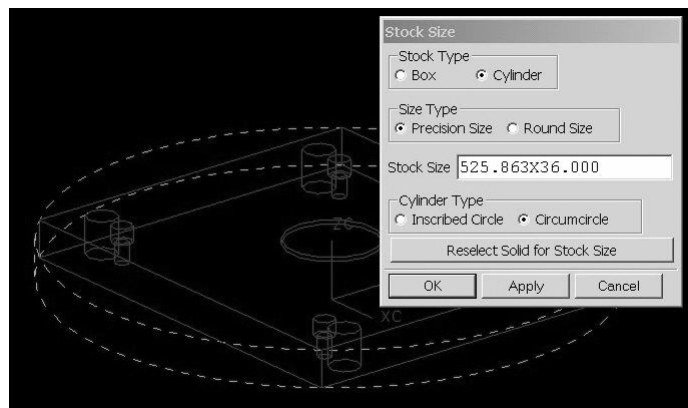 Stock Size
Stock Type
Box Cylinder
Size Type
Precision Size Round Size
Stock Size 525.863X36.000
Cylinder Type
Inscribed Circle Circumcircle
Reselect Solid for Stock Size
OK Apply Cancel
ZC
XC